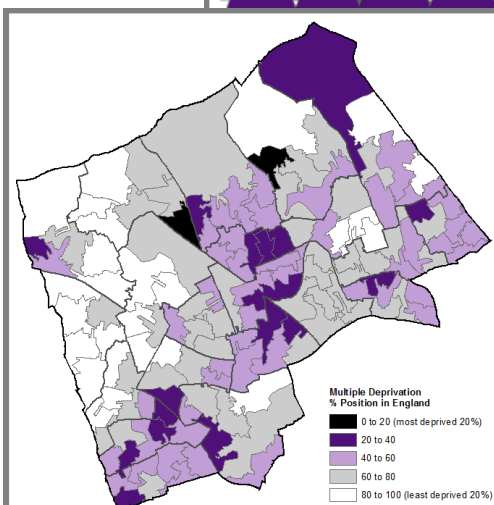 Multiple Deprivation
% Position in England
0 to 20 (most deprived 20%)
20 to 40
40 to 60
60 to 80
80 to 100 (least deprived 20%)